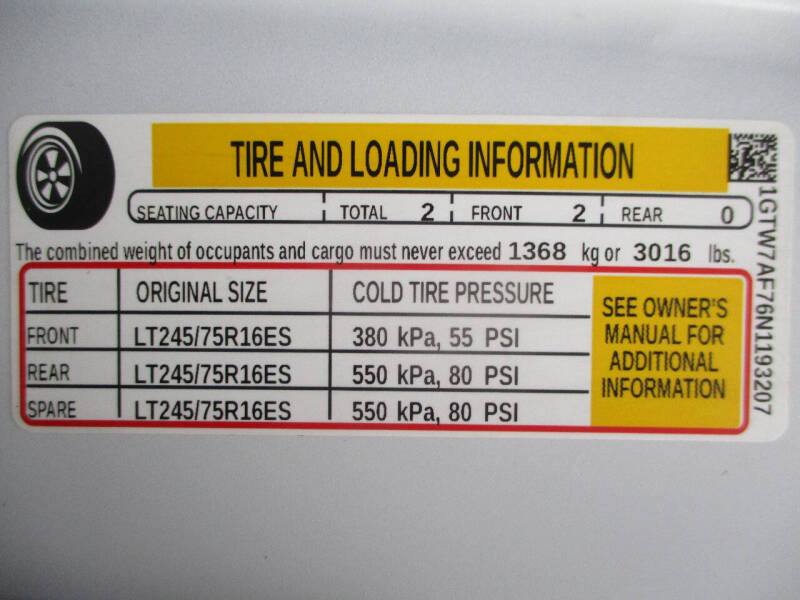 TIRE AND LOADING INFORMATION
SEATING CAPACITY TOTAL 2 FRONT 2 REAR 0
The combined weight of occupants and cargo must never exceed 1368 kg or 3016 lbs.
TIRE ORIGINAL SIZE COLD TIRE PRESSURE
FRONT LT245/75R16ES 380 kPa, 55 PSI
REAR LT245/75R16ES 550 kPa, 80 PSI
SPARE LT245/75R16ES 550 kPa, 80 PSI
SEE OWNER'S
MANUAL FOR
ADDITIONAL
INFORMATION
1GTW7AF76N1193207